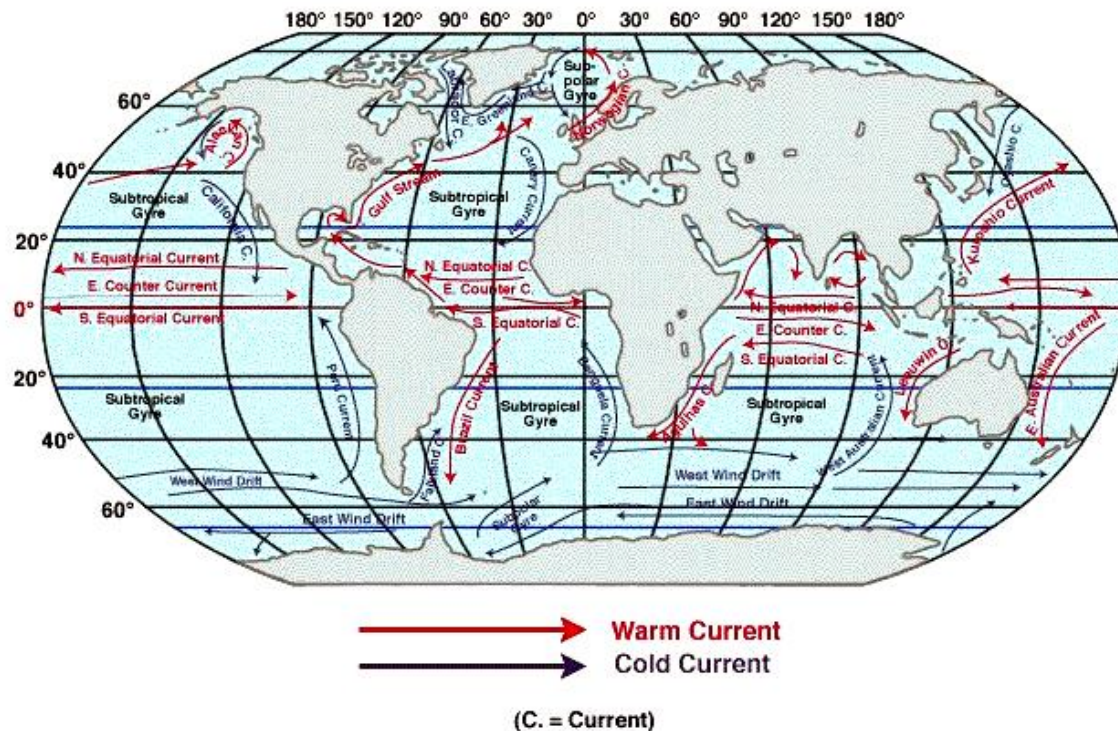 180° 150° 120° 90° 60° 30° 0° 30° 60° 90° 120° 150° 180°
60°
40°
20°
0°
20°
40°
60°
Labrador C.
E. Greenland C.
Sub-
polar
Gyre
Norwegian C.
Alaskan C.
Oyashio C.
Subtropical
Gyre
California C.
Gulf Stream
Subtropical
Gyre
Canary Current
Kuroshio Current
N. Equatorial Current
E. Counter Current
S. Equatorial Current
N. Equatorial C.
E. Counter C.
S. Equatorial C.
N. Equatorial C.
E. Counter C.
S. Equatorial C.
Leeuwin C.
E. Australian Current
Subtropical
Gyre
Peru Current
Brazil Current
Subtropical
Gyre
Bengela Current
Agulhas C.
Subtropical
Gyre
West Australian Current
Falkland C.
West Wind Drift
West Wind Drift
East Wind Drift
Subpolar
Gyre
East Wind Drift
Warm Current
Cold Current
(C. = Current)